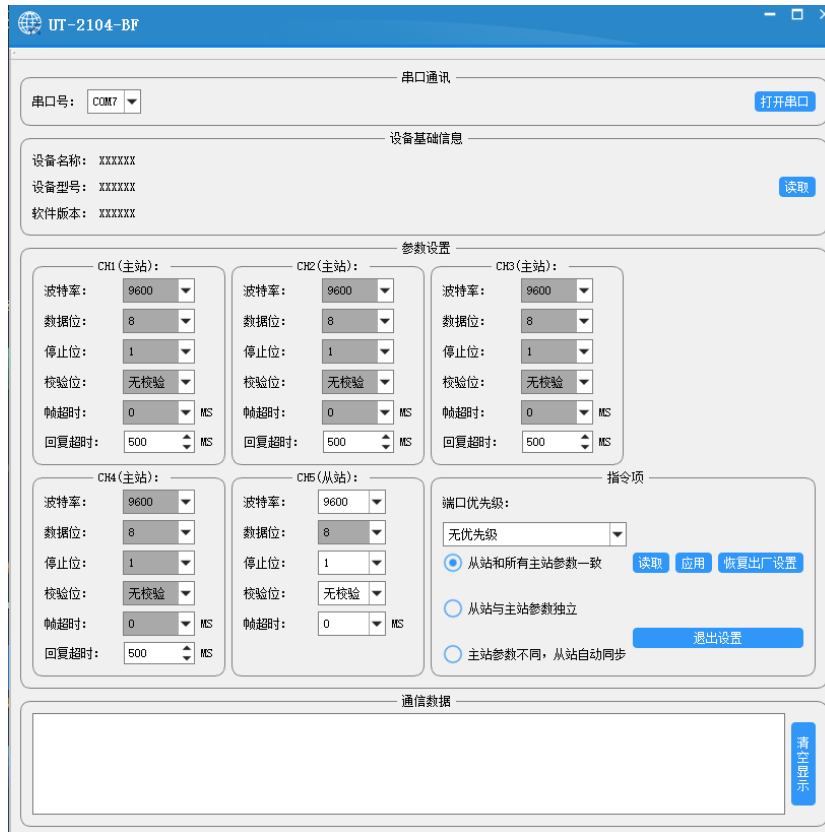 UT-2104-BF
串口通讯
串口号： COM7
打开串口
设备基础信息
设备名称： XXXXXX
设备型号： XXXXXX
读取
软件版本： XXXXXX
参数设置
CH1(主站)： CH2(主站)： CH3(主站)：
波特率： 9600 波特率： 9600 波特率： 9600
数据位： 8 数据位： 8 数据位： 8
停止位： 1 停止位： 1 停止位： 1
校验位： 无校验 校验位： 无校验 校验位： 无校验
帧超时： 0 MS 帧超时： 0 MS 帧超时： 0 MS
回复超时： 500 MS 回复超时： 500 MS 回复超时： 500 MS
CH4(主站)： CH5(从站)： 指令项
波特率： 9600 波特率： 9600 端口优先级：
数据位： 8 数据位： 8 无优先级
停止位： 1 停止位： 1 从站和所有主站参数一致 读取 应用 恢复出厂设置
校验位： 无校验 校验位： 无校验 从站与主站参数独立
帧超时： 0 MS 帧超时： 0 MS 退出设置
回复超时： 500 MS 主站参数不同，从站自动同步
通信数据
清空显示